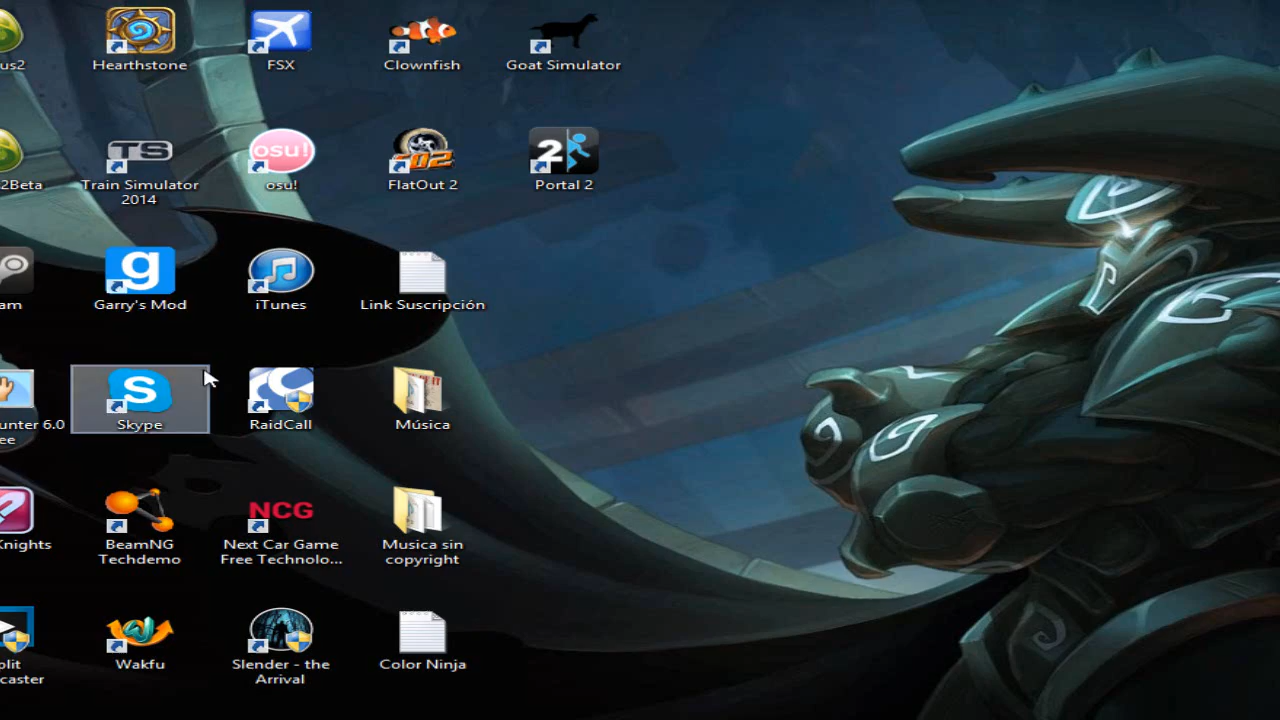 us2
Hearthstone
FSX
Clownfish
Goat Simulator
2Beta
TS
Train Simulator
2014
osu!
osu!
FlatOut 2
2
Portal 2
am
g
Garry's Mod
iTunes
Link Suscripción
unter 6.0
ee
S
Skype
RaidCall
Música
Knights
BeamNG
Techdemo
NCG
Next Car Game
Free Technolo...
Musica sin
copyright
plit
caster
Wakfu
Slender - the
Arrival
Color Ninja